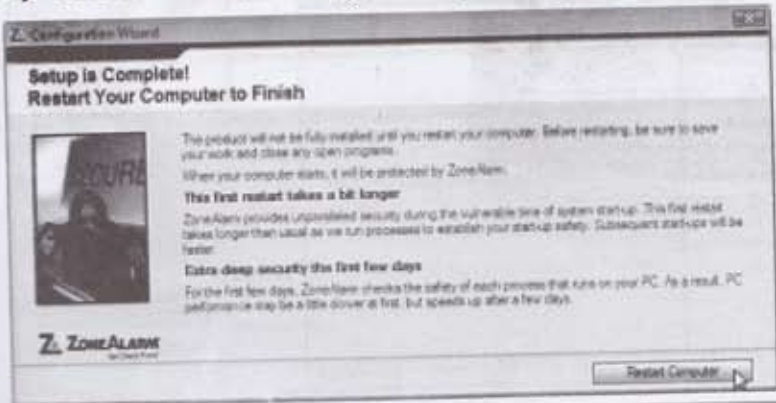 Z. Configuration Wizard
Setup is Complete!
Restart Your Computer to Finish
The product will not be fully installed until you restart your computer. Before restarting, be sure to save
your work and close any open programs.
When your computer starts, it will be protected by ZoneAlarm.
This first restart takes a bit longer
ZoneAlarm provides unparalleled security during the vulnerable time of system start-up. This first restart
takes longer than usual as we run processes to establish your start-up safety. Subsequent start-ups will be
faster.
Extra deep security the first few days
For the first few days, ZoneAlarm checks the safety of each process that runs on your PC. As a result, PC
performance may be a little slower at first, but speeds up after a few days.
SECURE
Z. ZONEALARM
by Check Point
Restart Computer